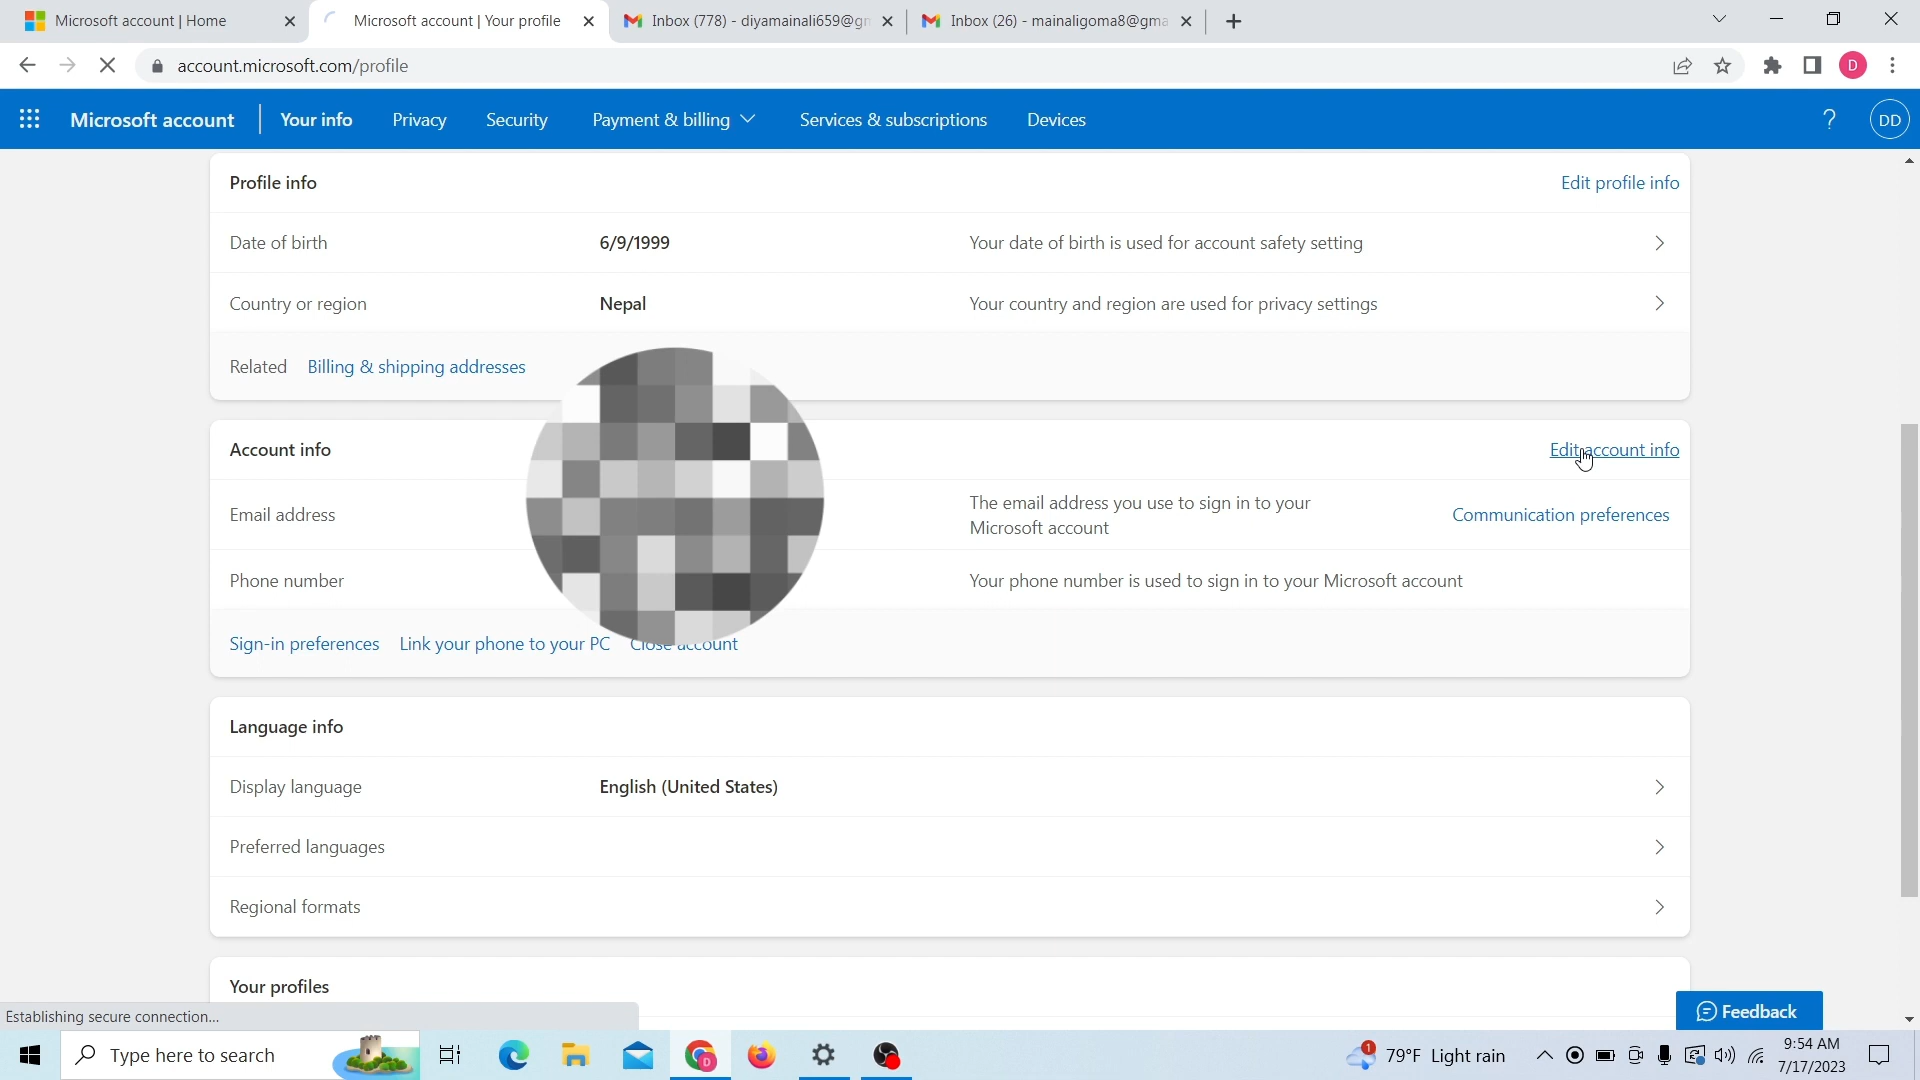 Microsoft account | Home
Microsoft account | Your profile
Inbox (778) - diyamainali659@gm
Inbox (26) - mainaligoma8@gma
account.microsoft.com/profile
D
Microsoft account
Your info
Privacy
Security
Payment & billing
Services & subscriptions
Devices
?
DD
Profile info
Edit profile info
Date of birth
6/9/1999
Your date of birth is used for account safety setting
Country or region
Nepal
Your country and region are used for privacy settings
Related
Billing & shipping addresses
Account info
Edit account info
Email address
The email address you use to sign in to your
Microsoft account
Communication preferences
Phone number
Your phone number is used to sign in to your Microsoft account
Sign-in preferences
Link your phone to your PC
Close account
Language info
Display language
English (United States)
Preferred languages
Regional formats
Your profiles
Feedback
Establishing secure connection...
Type here to search
D
1
79°F Light rain
9:54 AM
7/17/2023